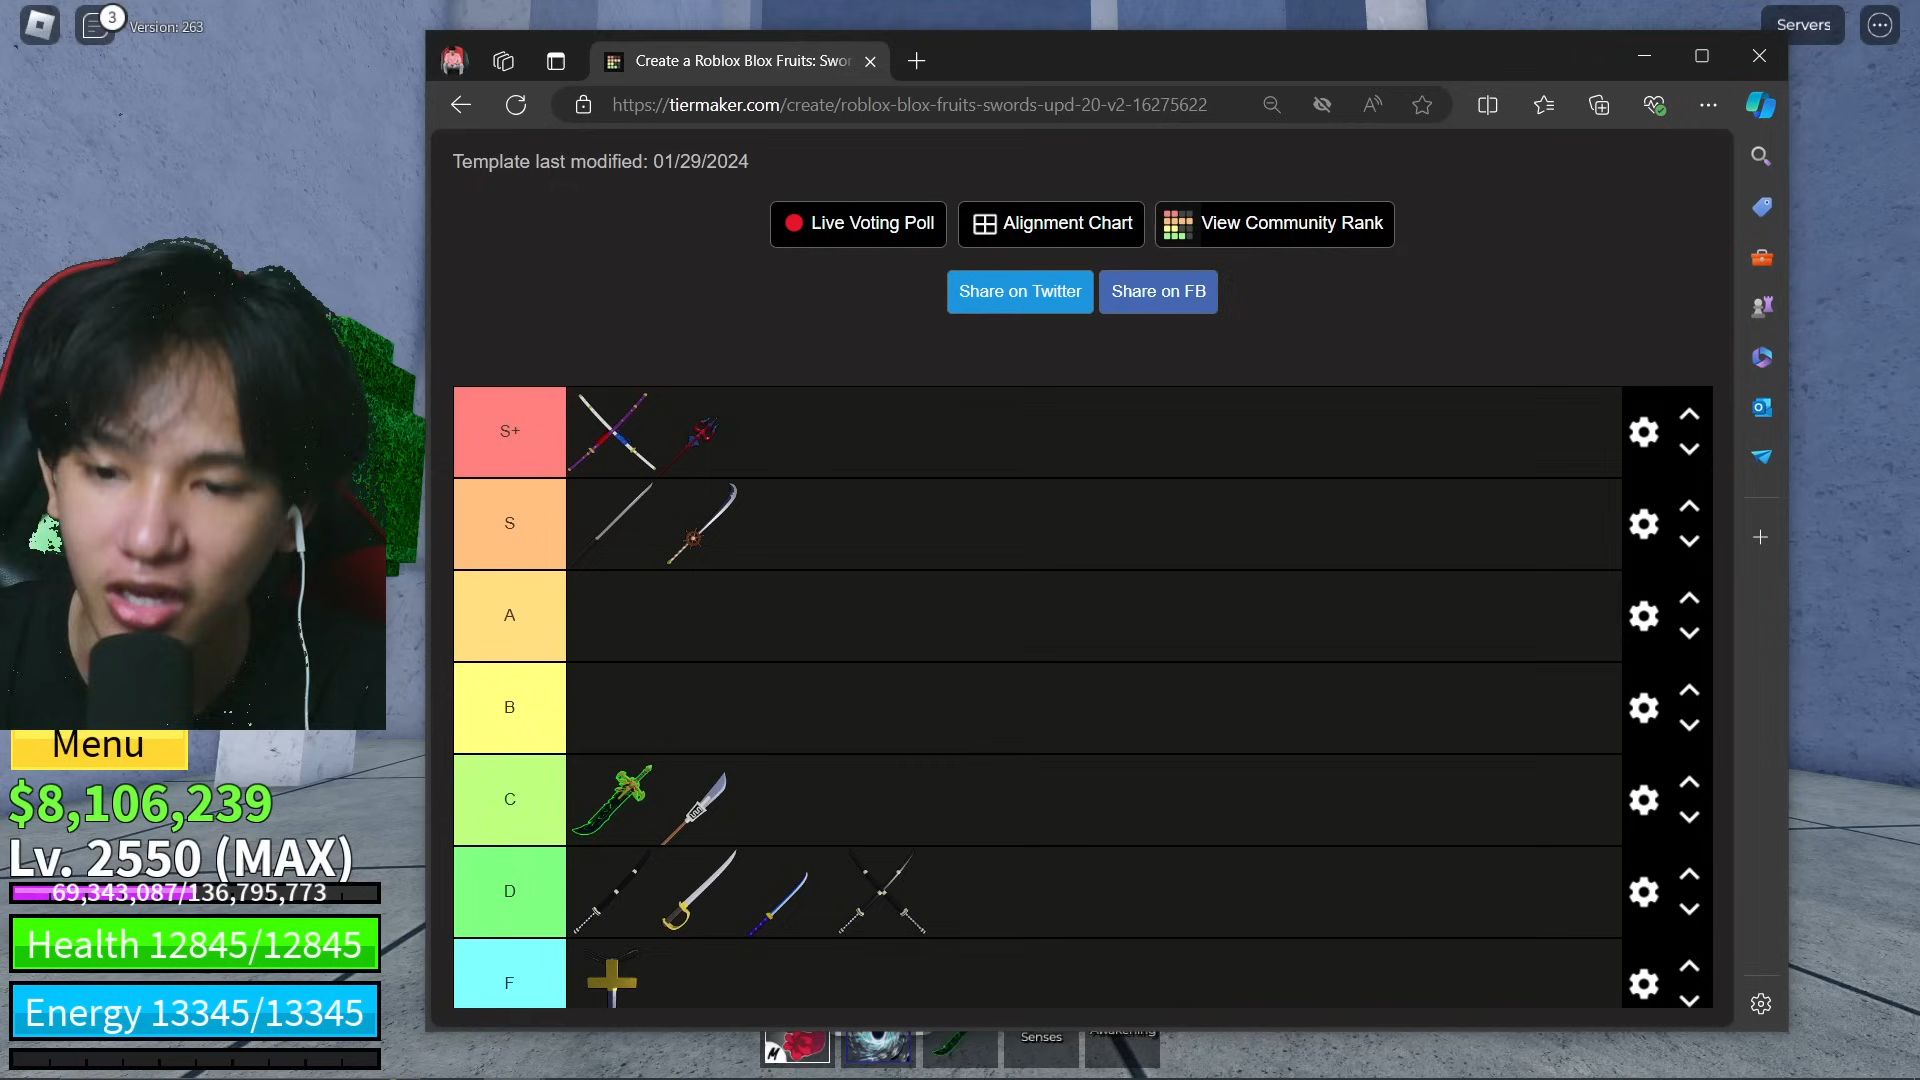 3
Version: 263
Servers
Create a Roblox Blox Fruits: Swor
https://tiermaker.com/create/roblox-blox-fruits-swords-upd-20-v2-16275622
Template last modified: 01/29/2024
Live Voting Poll
Alignment Chart
View Community Rank
Share on Twitter
Share on FB
S+
S
A
B
C
D
F
Menu
$8,106,239
Lv. 2550 (MAX)
69,343,087/136,795,773
Health 12845/12845
Energy 13345/13345
M
Senses
Awakening